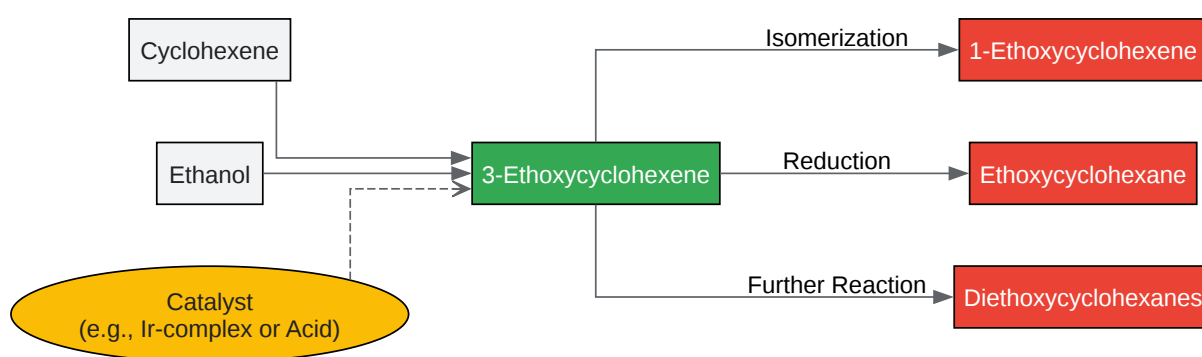 Cyclohexene
Isomerization
1-Ethoxycyclohexene
Ethanol
3-Ethoxycyclohexene
Reduction
Ethoxycyclohexane
Catalyst
(e.g., Ir-complex or Acid)
Further Reaction
Diethoxycyclohexanes